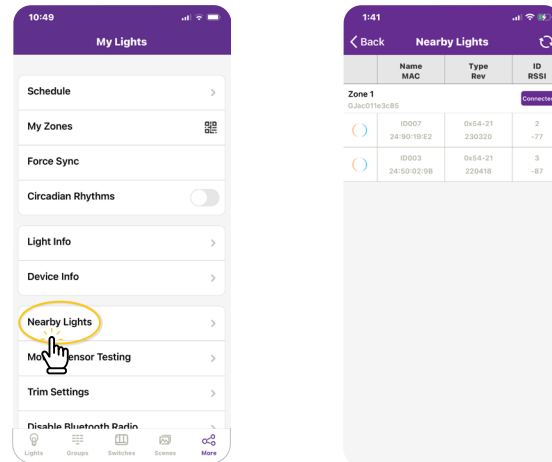 10:49
My Lights
Schedule
My Zones
Force Sync
Circadian Rhythms
Light Info
Device Info
Nearby Lights
Trim Settings
Disable Bluetooth Radio
Lights Groups Switches Scenes More
1:41
Back Nearby Lights
Name Type ID
MAC Rev RSSI
Zone 1
GJac011e3c85
Connected
ID007 0x54-21 2
24:90:19:E2 230320 -77
ID003 0x54-21 3
24:50:02:9B 220418 -87